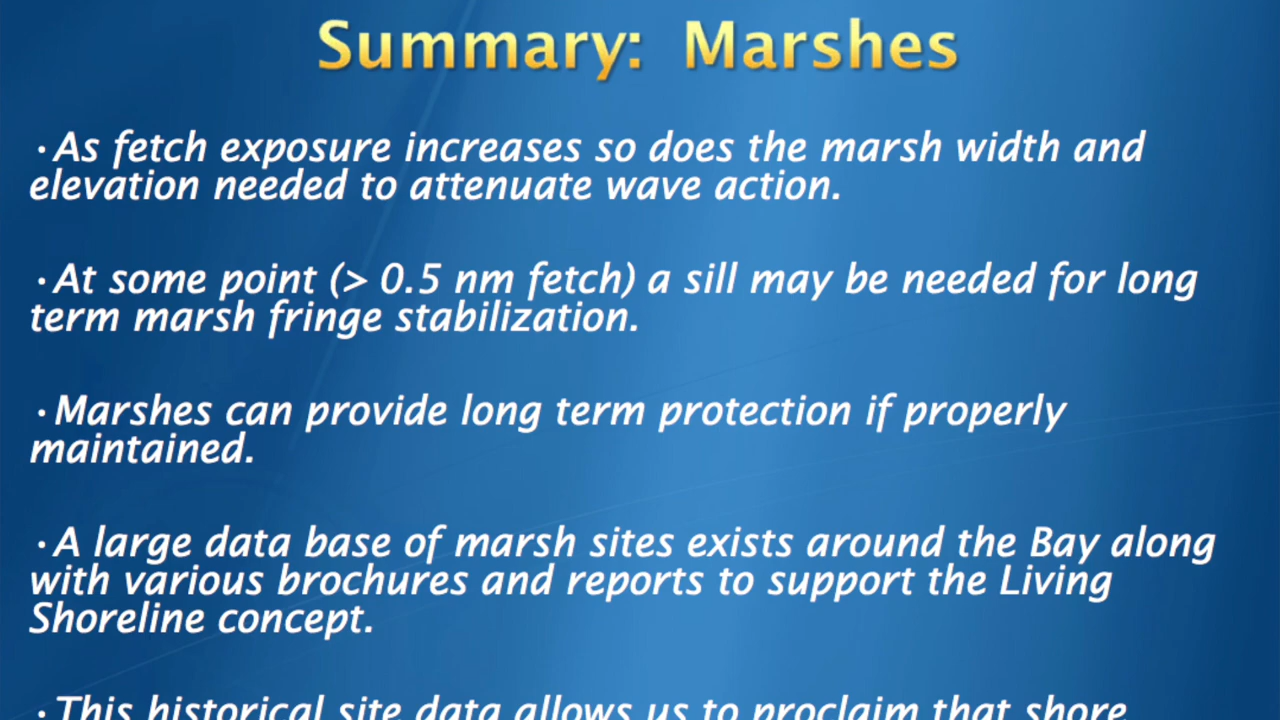 Summary: Marshes
•As fetch exposure increases so does the marsh width and
elevation needed to attenuate wave action.
•At some point (> 0.5 nm fetch) a sill may be needed for long
term marsh fringe stabilization.
•Marshes can provide long term protection if properly
maintained.
•A large data base of marsh sites exists around the Bay along
with various brochures and reports to support the Living
Shoreline concept.
•This historical site data allows us to proclaim that shore